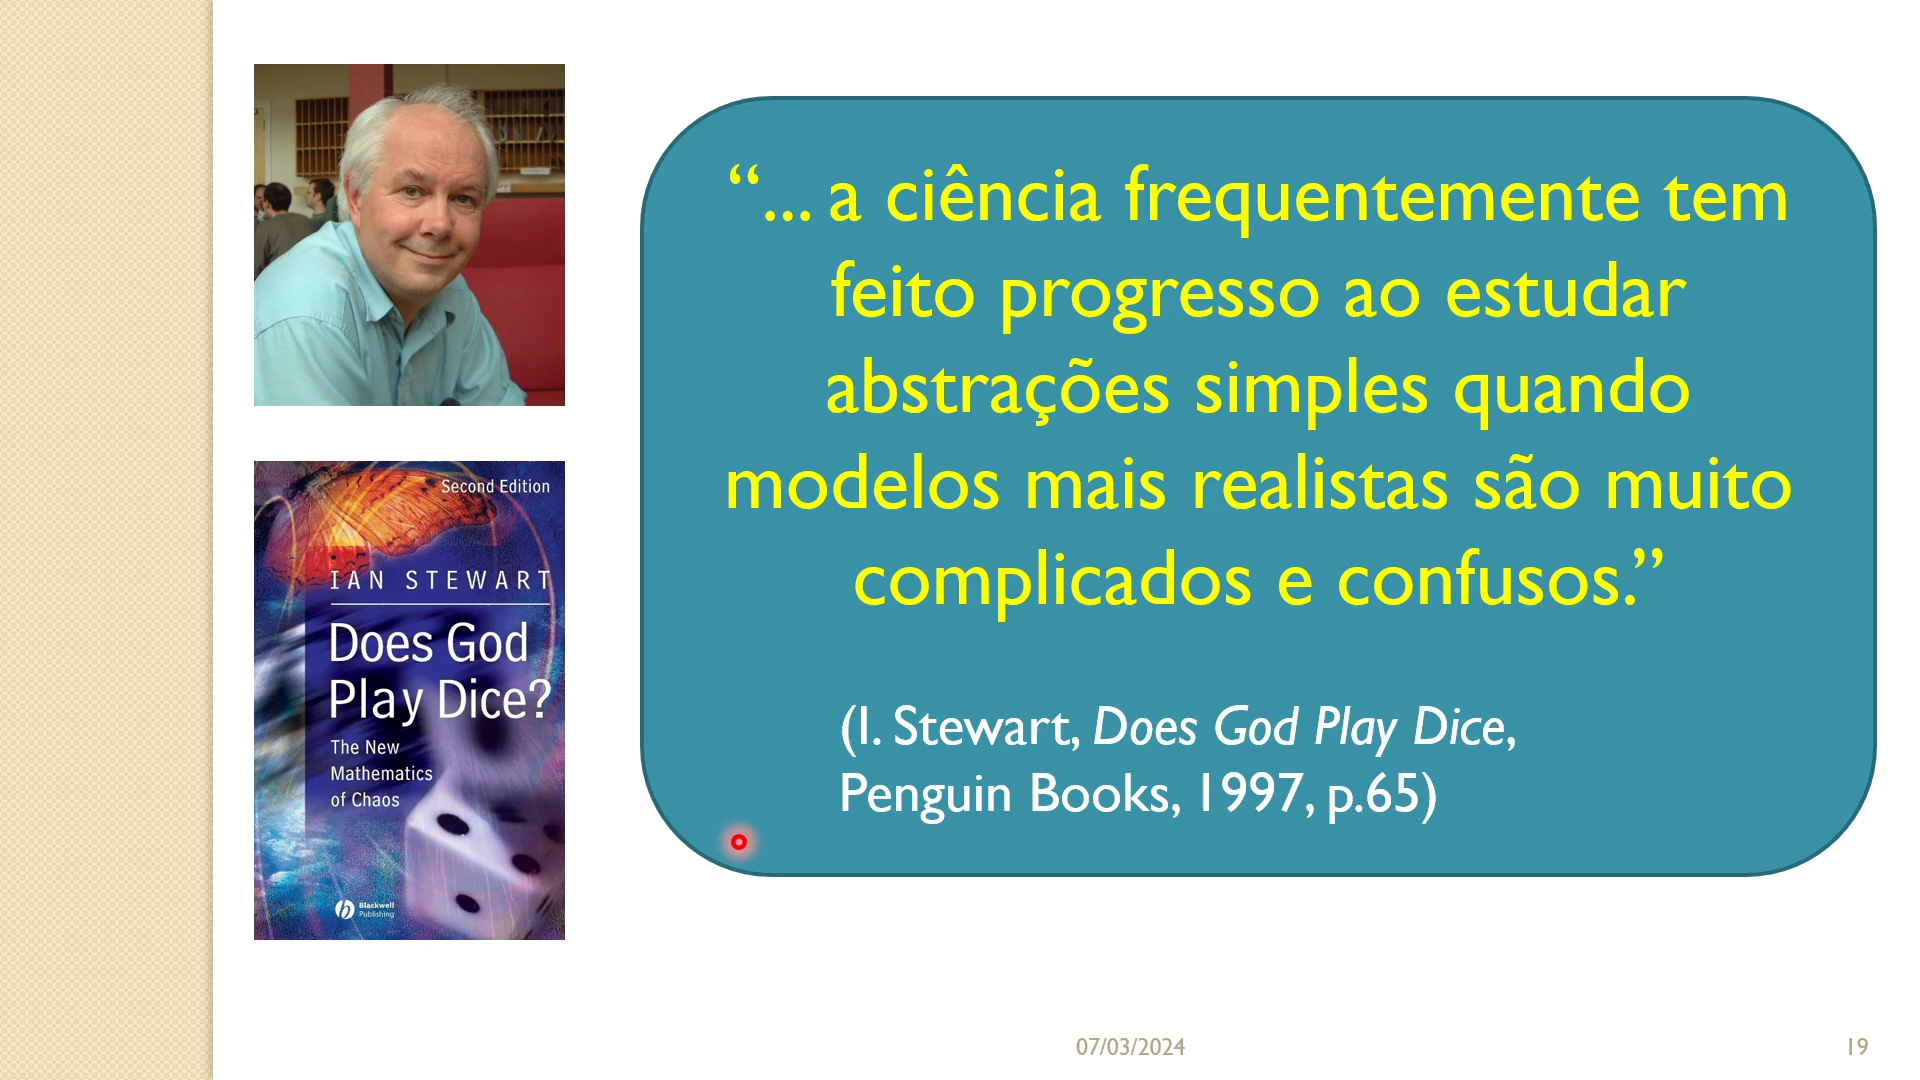 “... a ciência frequentemente tem
feito progresso ao estudar
abstrações simples quando
modelos mais realistas são muito
complicados e confusos.”
(I. Stewart, Does God Play Dice,
Penguin Books, 1997, p.65)
Second Edition
IAN STEWART
Does God
Play Dice?
The New
Mathematics
of Chaos
Blackwell
Publishing
07/03/2024
19